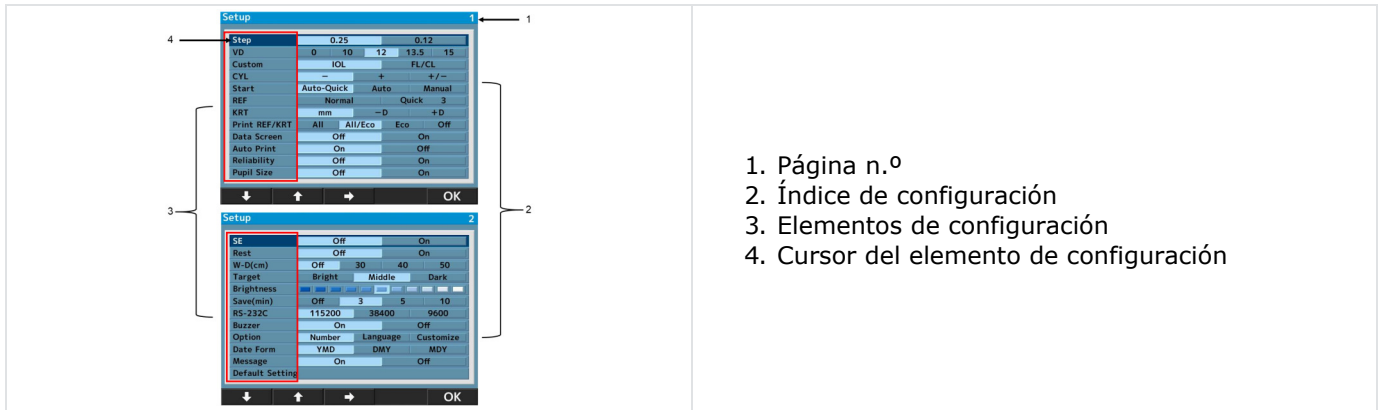 Setup 1
1
4
Step 0.25 0.12
VD 0 10 12 13.5 15
Custom IOL FL/CL
CYL − + +/−
Start Auto-Quick Auto Manual
REF Normal Quick 3
KRT mm −D +D
Print REF/KRT All All/Eco Eco Off
Data Screen Off On
Auto Print On Off
Reliability Off On
Pupil Size Off On
OK
3
2
Setup 2
SE Off On
Rest Off On
W-D(cm) Off 30 40 50
Target Bright Middle Dark
Brightness
Save(min) Off 3 5 10
RS-232C 115200 38400 9600
Buzzer On Off
Option Number Language Customize
Date Form YMD DMY MDY
Message On Off
Default Setting
OK
1. Página n.º
2. Índice de configuración
3. Elementos de configuración
4. Cursor del elemento de configuración